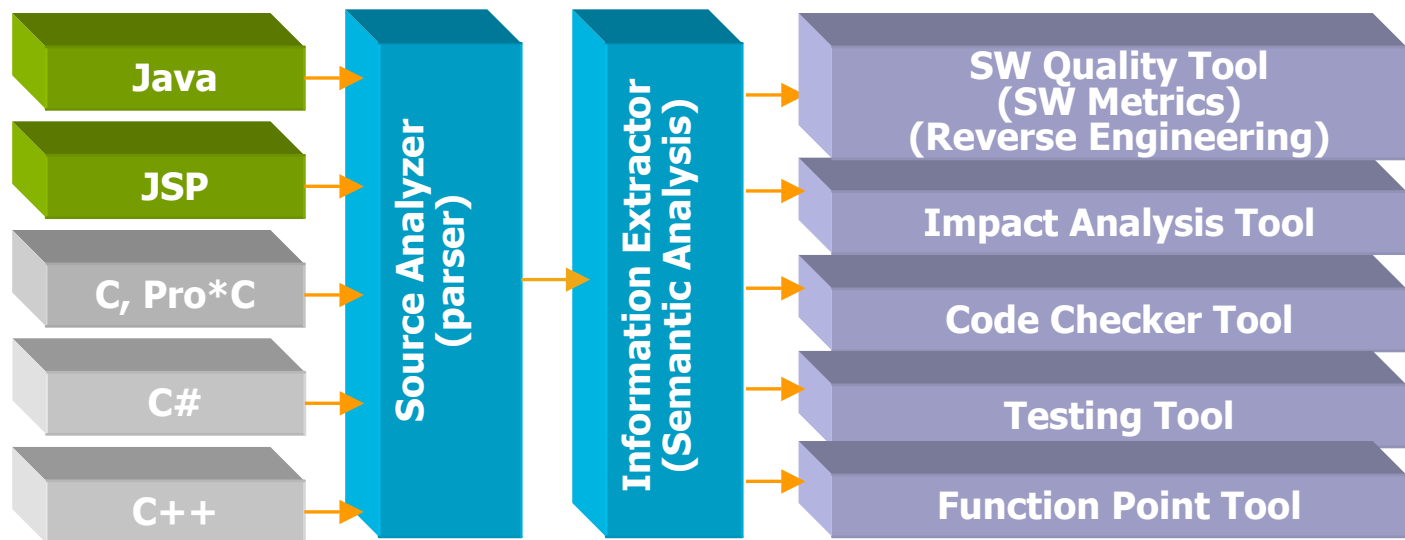 Java
JSP
C, Pro*C
C#
C++
Source Analyzer
(parser)
Information Extractor
(Semantic Analysis)
SW Quality Tool
(SW Metrics)
(Reverse Engineering)
Impact Analysis Tool
Code Checker Tool
Testing Tool
Function Point Tool